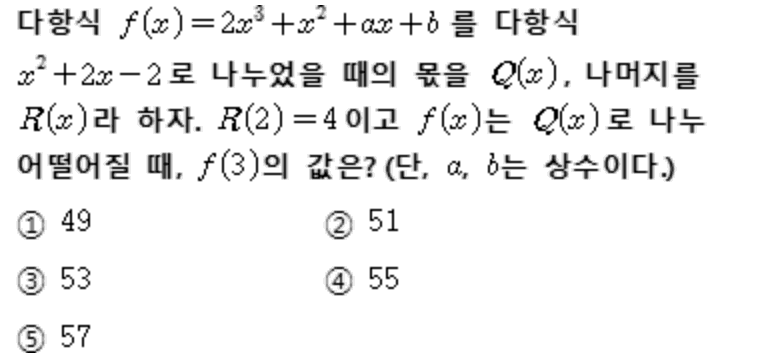 다항식 f(x)=2x³+x²+ax+b 를 다항식
x²+2x−2로 나누었을 때의 몫을 Q(x), 나머지를
R(x)라 하자. R(2)=4이고 f(x)는 Q(x)로 나누
어떨어질 때, f(3)의 값은? (단, a, b는 상수이다.)
① 49 ② 51
③ 53 ④ 55
⑤ 57